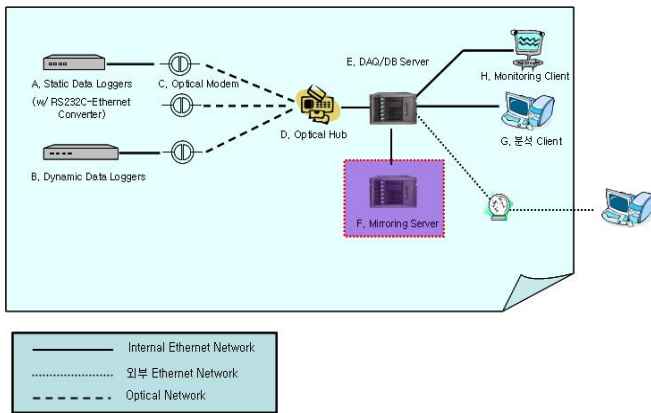 A. Static Data Loggers
(w/ RS232C-Ethernet
Converter)
C. Optical Modem
B. Dynamic Data Loggers
D. Optical Hub
E. DAQ/DB Server
F. Mirroring Server
H. Monitoring Client
G. 분석 Client
Internal Ethernet Network
외부 Ethernet Network
Optical Network